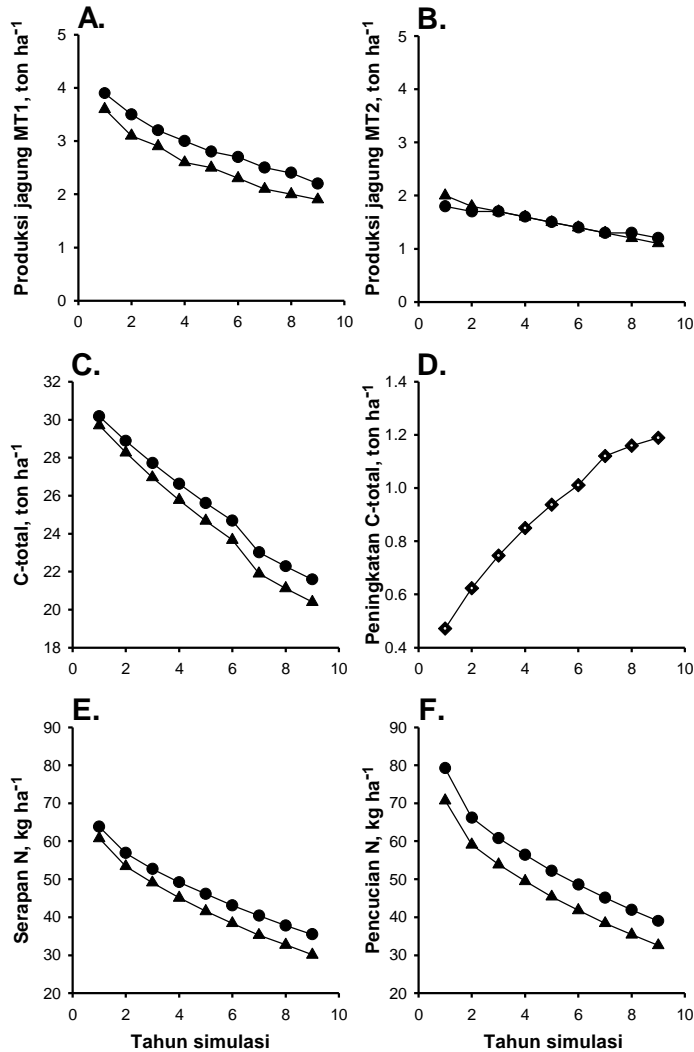 A.
Produksi jagung MT1, ton ha⁻¹
5
4
3
2
1
0
0 2 4 6 8 10
B.
Produksi jagung MT2, ton ha⁻¹
5
4
3
2
1
0
0 2 4 6 8 10
C.
C-total, ton ha⁻¹
32
30
28
26
24
22
20
18
0 2 4 6 8 10
D.
Peningkatan C-total, ton ha⁻¹
1.4
1.2
1.0
0.8
0.6
0.4
0 2 4 6 8 10
E.
Serapan N, kg ha⁻¹
90
80
70
60
50
40
30
20
0 2 4 6 8 10
Tahun simulasi
F.
Pencucian N, kg ha⁻¹
90
80
70
60
50
40
30
20
0 2 4 6 8 10
Tahun simulasi